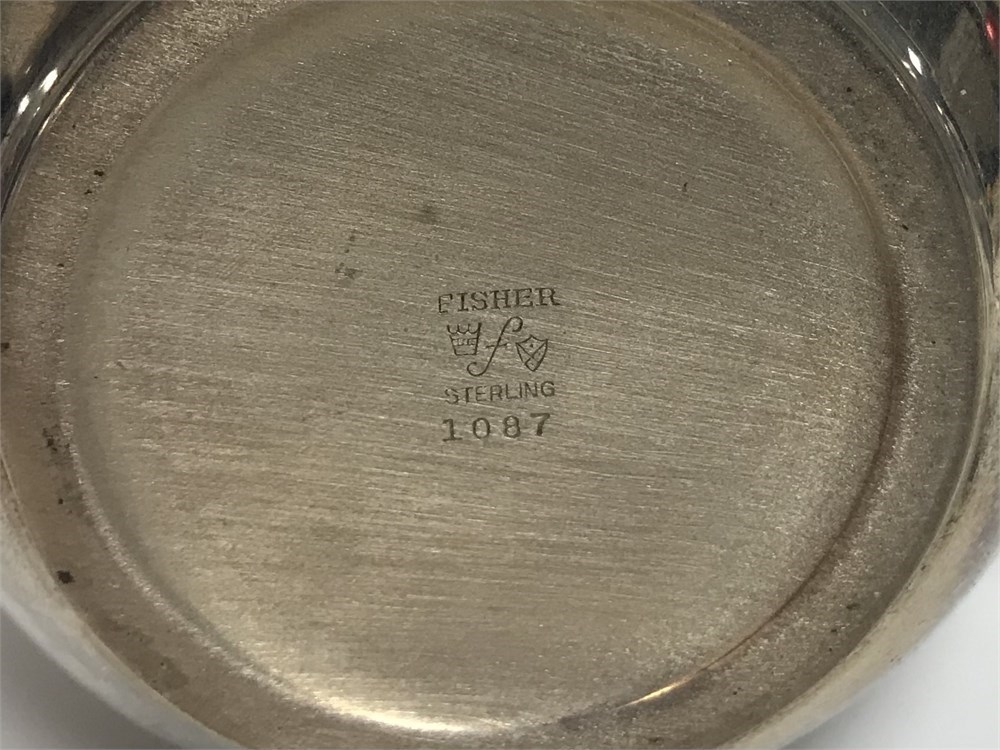 FISHER
f
STERLING
1087